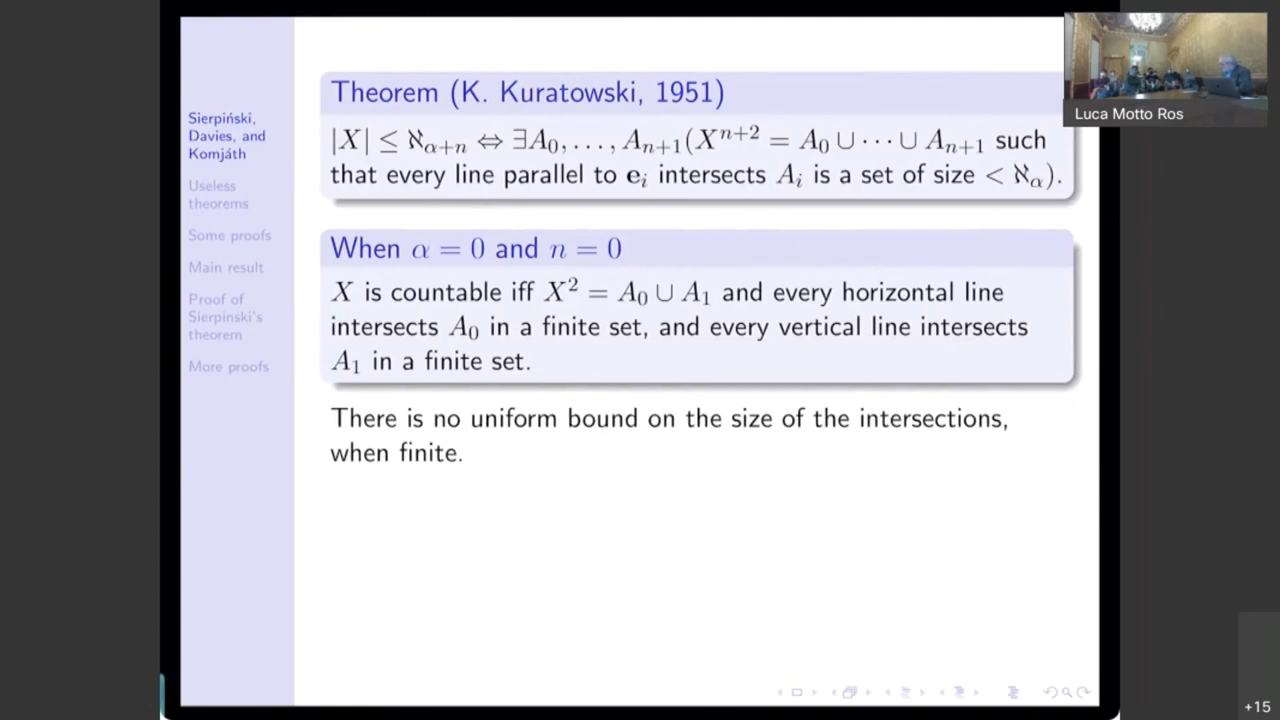 Sierpiński,
Davies, and
Komjáth
Useless
theorems
Some proofs
Main result
Proof of
Sierpinski's
theorem
More proofs
Theorem (K. Kuratowski, 1951)
|X| ≤ ℵ_{α+n} ⇔ ∃A_0, ..., A_{n+1}(X^{n+2} = A_0 ∪ ··· ∪ A_{n+1} such
that every line parallel to e_i intersects A_i is a set of size < ℵ_α).
When α = 0 and n = 0
X is countable iff X^2 = A_0 ∪ A_1 and every horizontal line
intersects A_0 in a finite set, and every vertical line intersects
A_1 in a finite set.
There is no uniform bound on the size of the intersections,
when finite.
Luca Motto Ros
+15